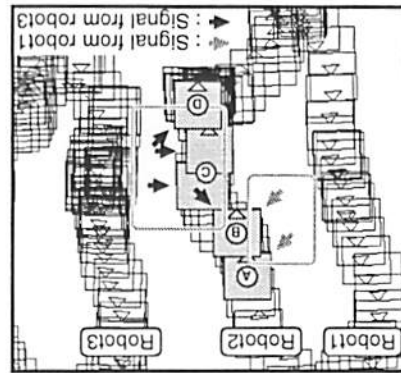 Robot1 Robot2 Robot3
A
B
C
D
: Signal from robot1
: Signal from robot3